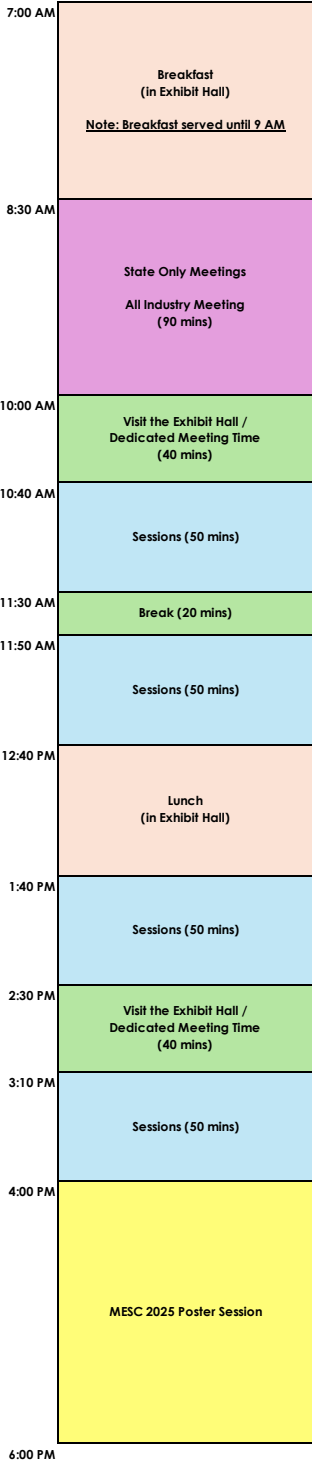 7:00 AM
Breakfast
(in Exhibit Hall)
Note: Breakfast served until 9 AM
8:30 AM
State Only Meetings
All Industry Meeting
(90 mins)
10:00 AM
Visit the Exhibit Hall /
Dedicated Meeting Time
(40 mins)
10:40 AM
Sessions (50 mins)
11:30 AM
Break (20 mins)
11:50 AM
Sessions (50 mins)
12:40 PM
Lunch
(in Exhibit Hall)
1:40 PM
Sessions (50 mins)
2:30 PM
Visit the Exhibit Hall /
Dedicated Meeting Time
(40 mins)
3:10 PM
Sessions (50 mins)
4:00 PM
MESC 2025 Poster Session
6:00 PM